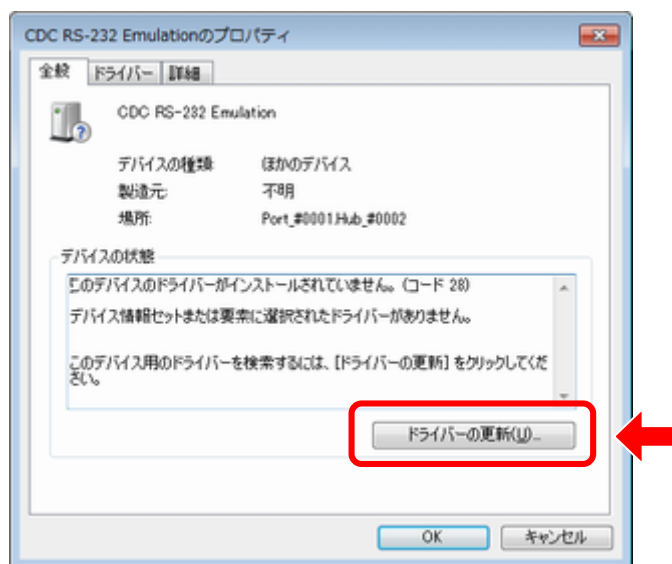 CDC RS-232 Emulationのプロパティ
全般 ドライバー 詳細
CDC RS-232 Emulation
デバイスの種類: ほかのデバイス
製造元: 不明
場所: Port_#0001.Hub_#0002
デバイスの状態
このデバイスのドライバーがインストールされていません。 (コード 28)
デバイス情報セットまたは要素に選択されたドライバーがありません。
このデバイス用のドライバーを検索するには、[ドライバーの更新] をクリックしてくだ
さい。
ドライバーの更新(U)...
OK キャンセル